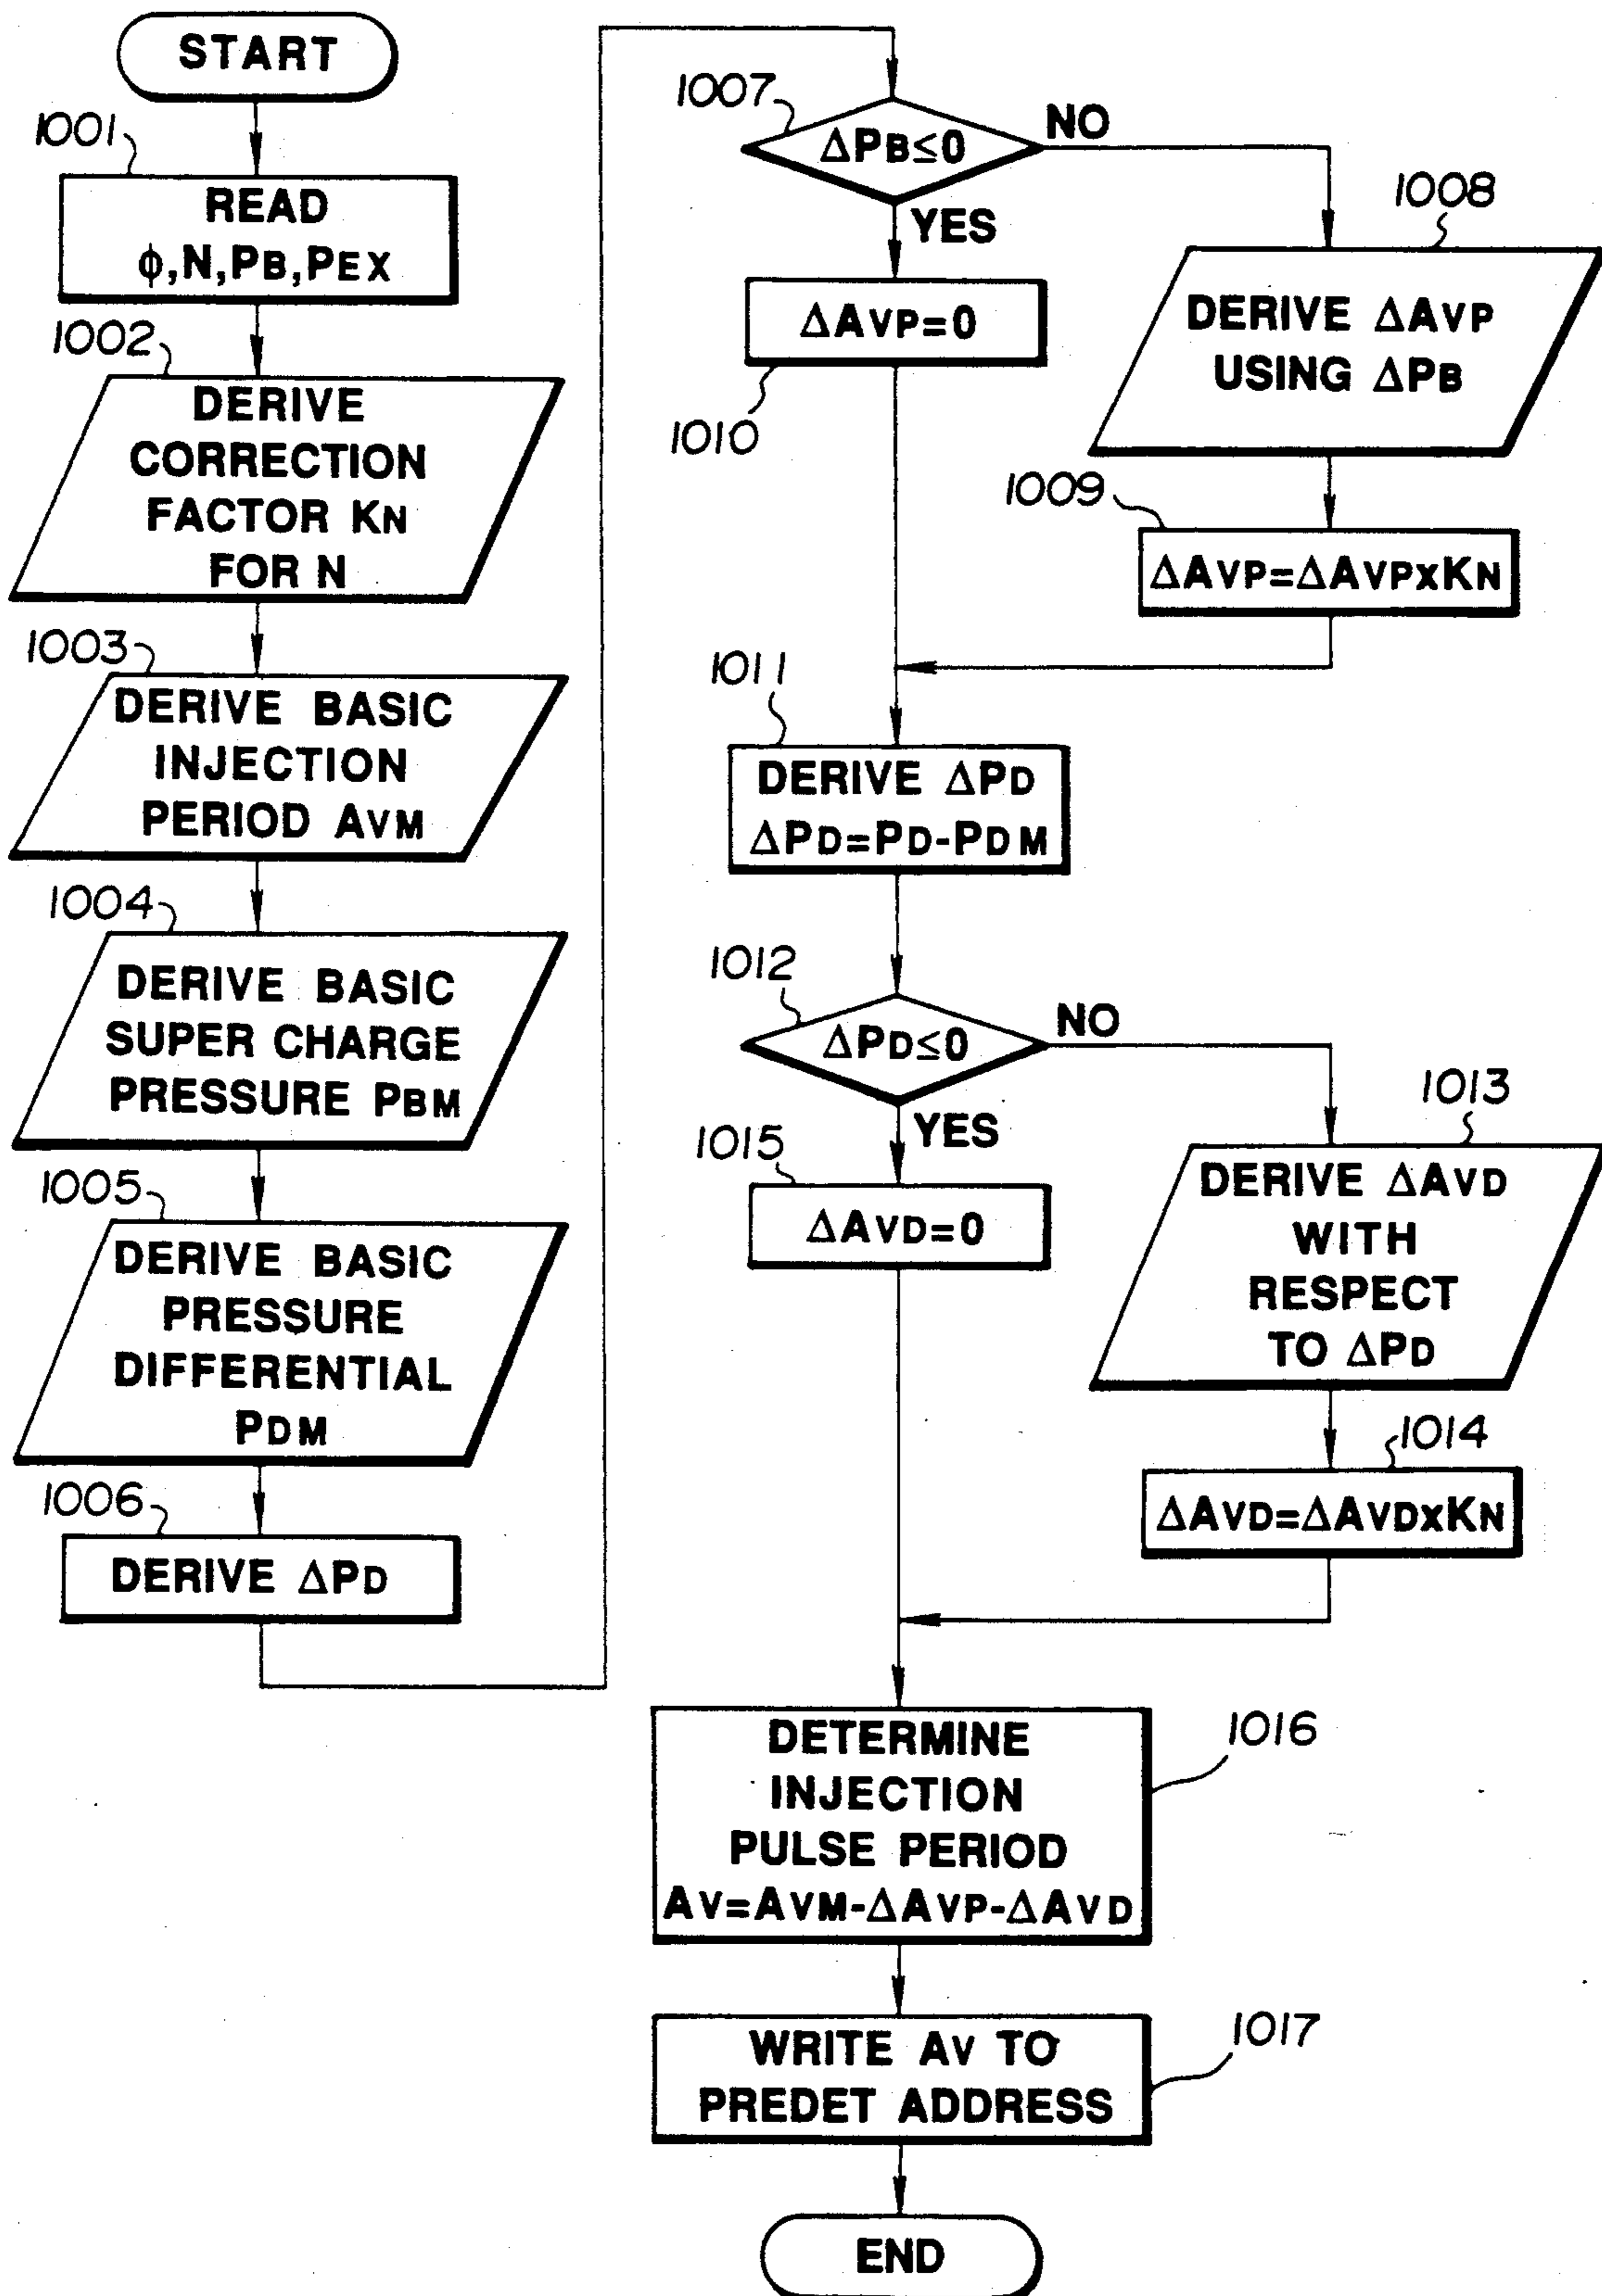 START
1001
READ
ϕ,N,PB,PEX
1002
DERIVE
CORRECTION
FACTOR KN
FOR N
1003
DERIVE BASIC
INJECTION
PERIOD AVM
1004
DERIVE BASIC
SUPER CHARGE
PRESSURE PBM
1005
DERIVE BASIC
PRESSURE
DIFFERENTIAL
PDM
1006
DERIVE ΔPD
1007
ΔPB≤0
NO
YES
1008
DERIVE ΔAVP
USING ΔPB
1009
ΔAVP=ΔAVPxKN
ΔAVP=0
1010
1011
DERIVE ΔPD
ΔPD=PD-PDM
1012
ΔPD≤0
NO
YES
1013
DERIVE ΔAVD
WITH
RESPECT
TO ΔPD
1014
ΔAVD=ΔAVDxKN
1015
ΔAVD=0
1016
DETERMINE
INJECTION
PULSE PERIOD
AV=AVM-ΔAVP-ΔAVD
1017
WRITE AV TO
PREDET ADDRESS
END